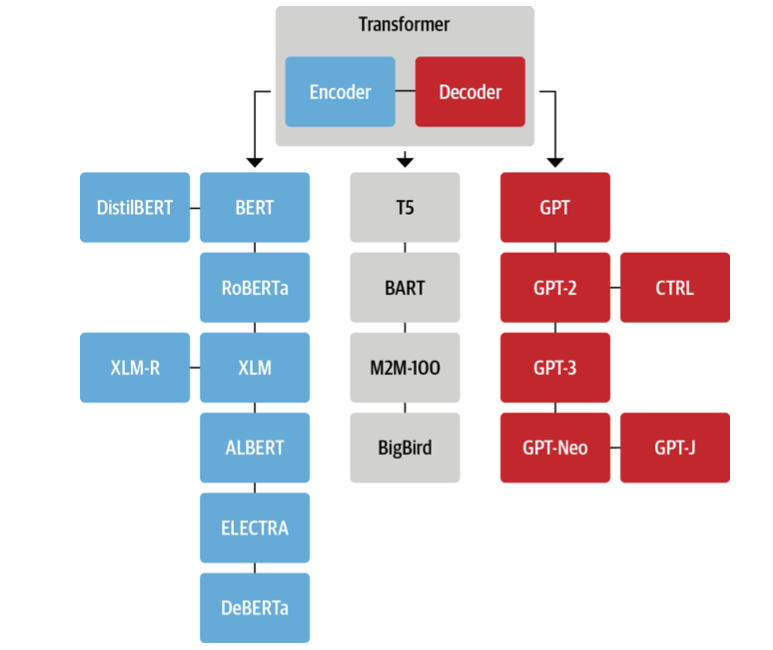 Transformer
Encoder
Decoder
DistilBERT
BERT
T5
GPT
RoBERTa
BART
GPT-2
CTRL
XLM-R
XLM
M2M-100
GPT-3
ALBERT
BigBird
GPT-Neo
GPT-J
ELECTRA
DeBERTa